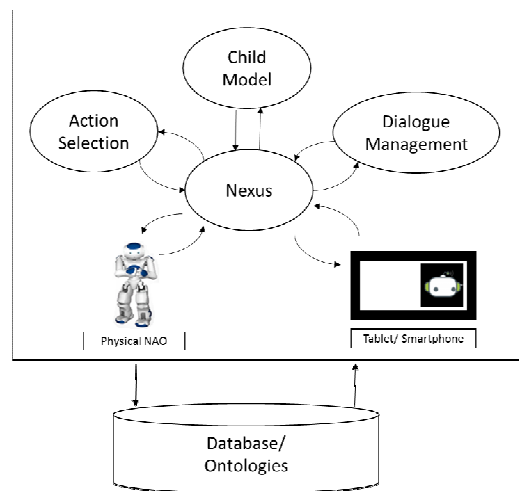 Child
Model
Action
Selection
Dialogue
Management
Nexus
Physical NAO
Tablet/ Smartphone
Database/
Ontologies